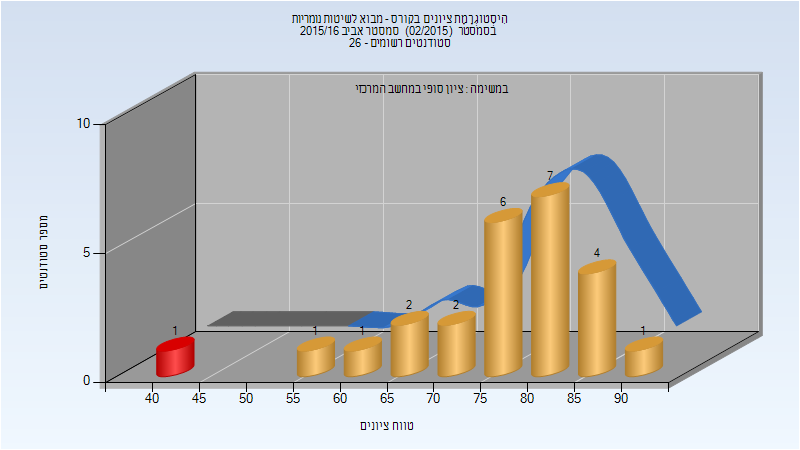 היסטוגרמת ציונים בקורס - מבוא לשיטות נומריות
בסמסטר (02/2015) סמסטר אביב 2015/16
סטודנטים רשומים - 26
במשימה : ציון סופי במחשב המרכזי
10
5
0
מספר סטודנטים
1
1
1
2
2
6
7
4
1
40 45 50 55 60 65 70 75 80 85 90
טווח ציונים